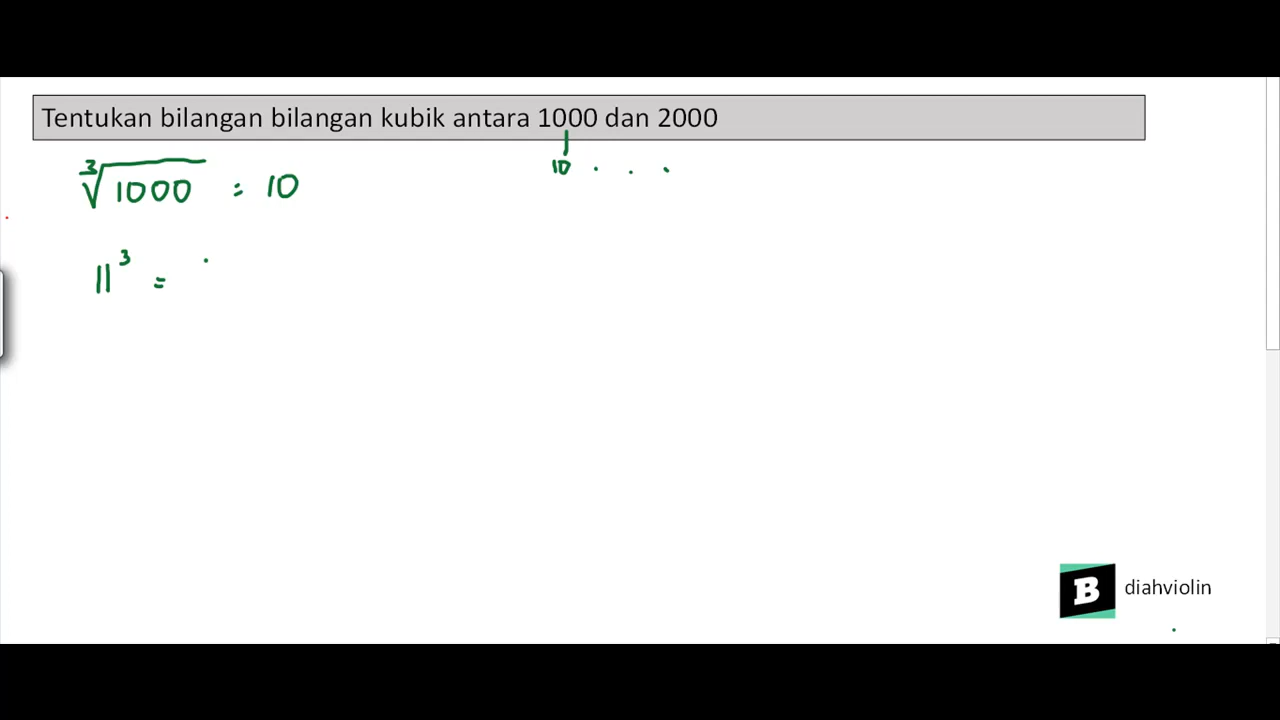 Tentukan bilangan bilangan kubik antara 1000 dan 2000
10 . . .
∛1000 = 10
11³ =
B diahviolin